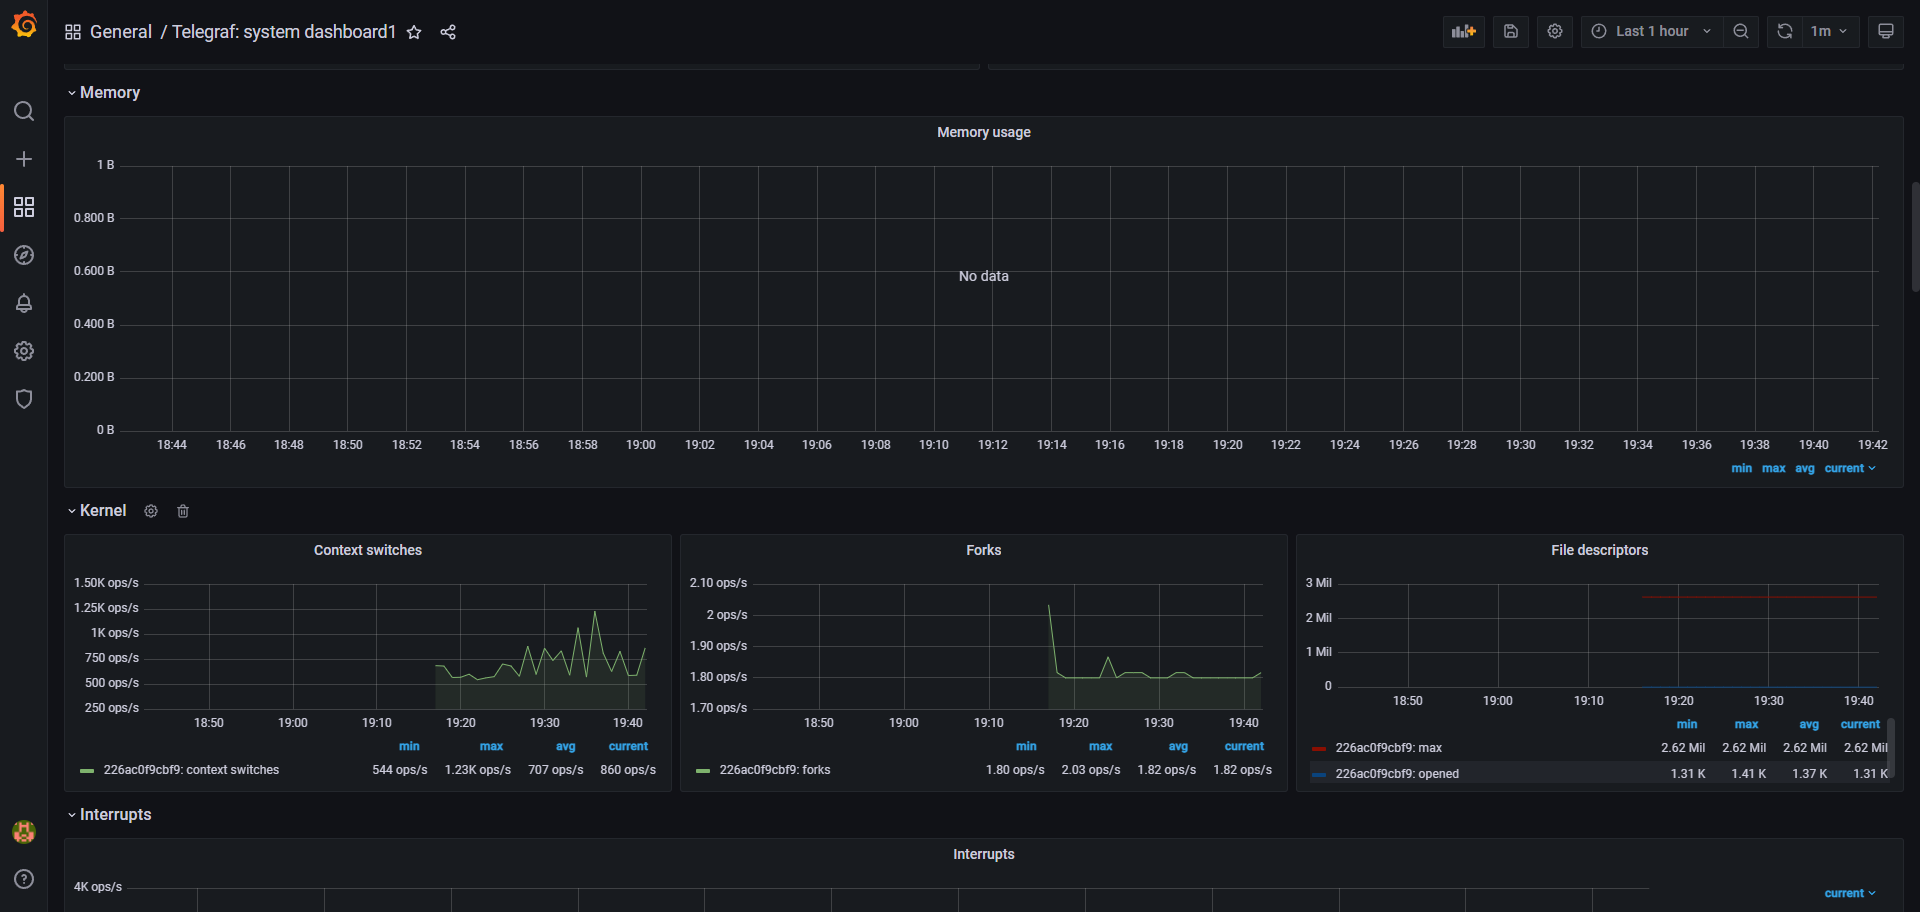 General / Telegraf: system dashboard1
Last 1 hour
1m
Memory
Memory usage
1 B
0.800 B
0.600 B
0.400 B
0.200 B
0 B
No data
18:44 18:46 18:48 18:50 18:52 18:54 18:56 18:58 19:00 19:02 19:04 19:06 19:08 19:10 19:12 19:14 19:16 19:18 19:20 19:22 19:24 19:26 19:28 19:30 19:32 19:34 19:36 19:38 19:40 19:42
min max avg current
Kernel
Context switches
1.50K ops/s
1.25K ops/s
1K ops/s
750 ops/s
500 ops/s
250 ops/s
18:50 19:00 19:10 19:20 19:30 19:40
min max avg current
226ac0f9cbf9: context switches 544 ops/s 1.23K ops/s 707 ops/s 860 ops/s
Forks
2.10 ops/s
2 ops/s
1.90 ops/s
1.80 ops/s
1.70 ops/s
18:50 19:00 19:10 19:20 19:30 19:40
min max avg current
226ac0f9cbf9: forks 1.80 ops/s 2.03 ops/s 1.82 ops/s 1.82 ops/s
File descriptors
3 Mil
2 Mil
1 Mil
0
18:50 19:00 19:10 19:20 19:30 19:40
min max avg current
226ac0f9cbf9: max 2.62 Mil 2.62 Mil 2.62 Mil 2.62 Mil
226ac0f9cbf9: opened 1.31 K 1.41 K 1.37 K 1.31 K
Interrupts
Interrupts
4K ops/s
current